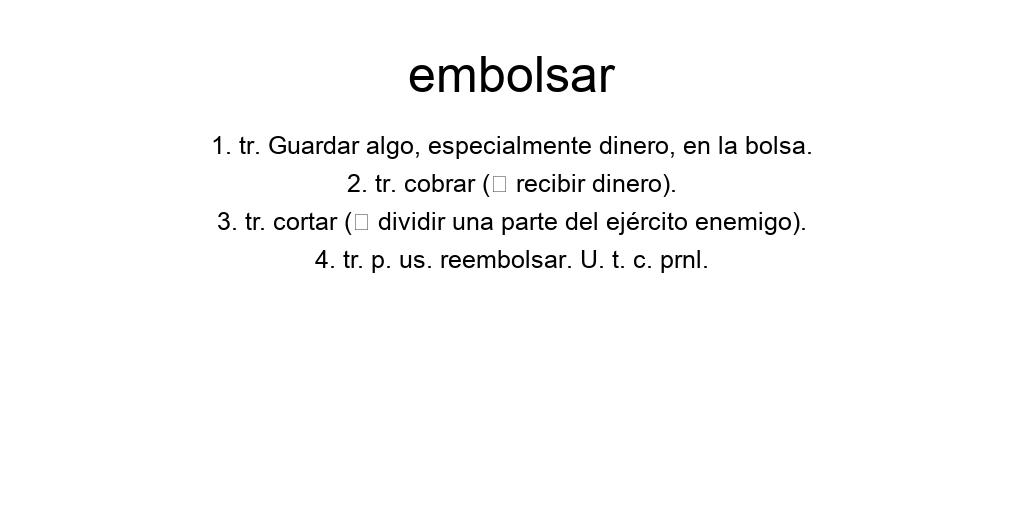 embolsar
1. tr. Guardar algo, especialmente dinero, en la bolsa.
2. tr. cobrar (□ recibir dinero).
3. tr. cortar (□ dividir una parte del ejército enemigo).
4. tr. p. us. reembolsar. U. t. c. prnl.